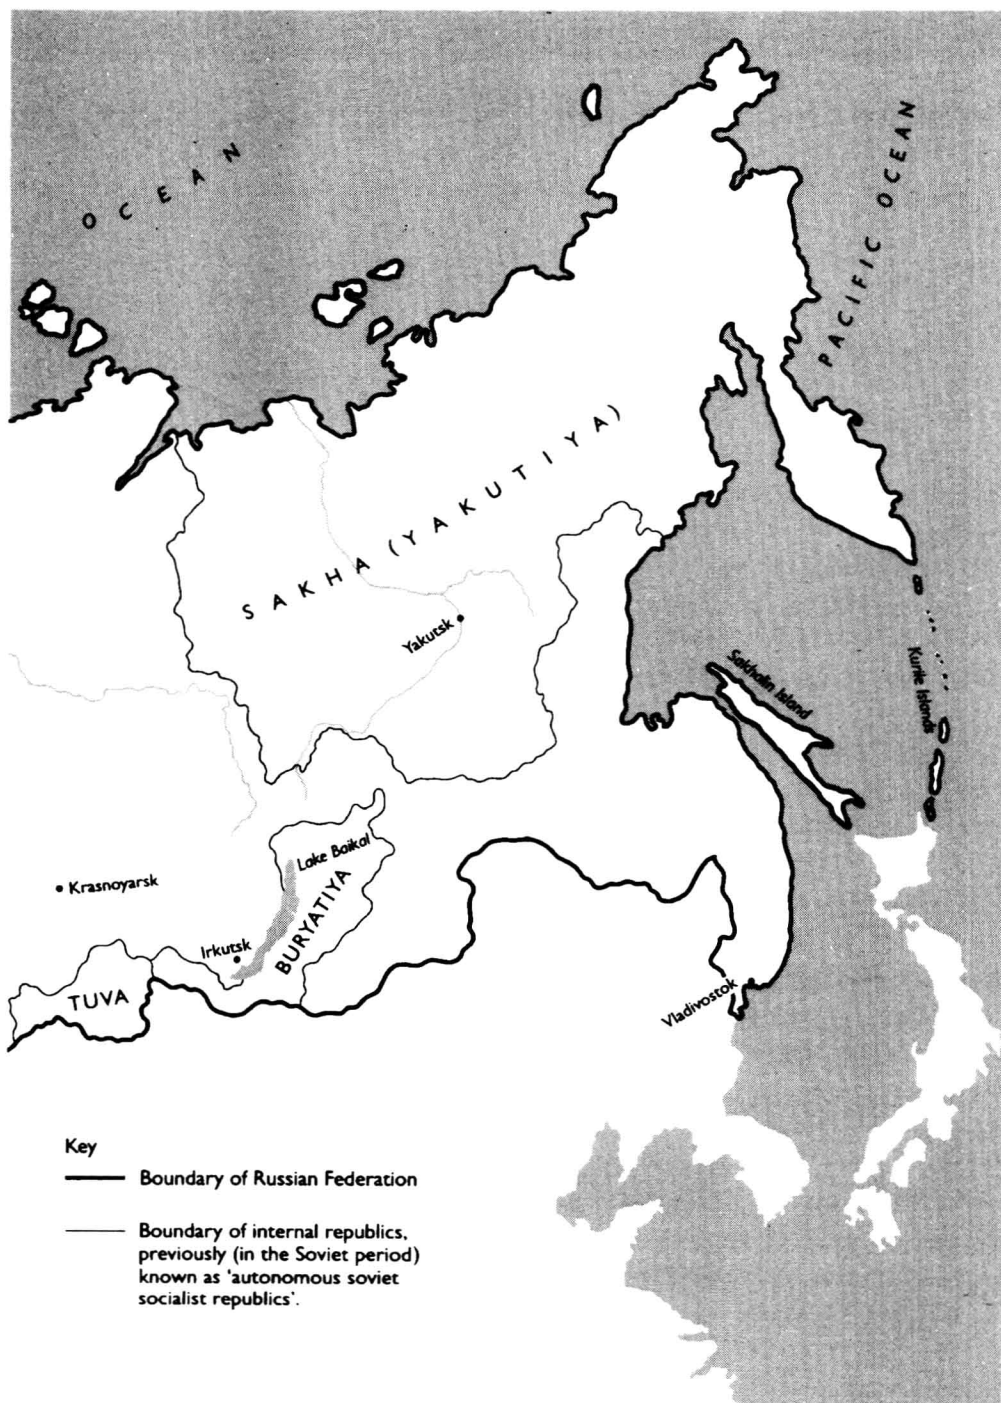 OCEAN
PACIFIC OCEAN
SAKHA (YAKUTIYA)
Yakutsk
Sakhalin Island
Kurile Islands
Lake Baikal
Krasnoyarsk
BURYATIYA
Irkutsk
TUVA
Vladivostok
Key
Boundary of Russian Federation
Boundary of internal republics,
previously (in the Soviet period)
known as 'autonomous soviet
socialist republics'.